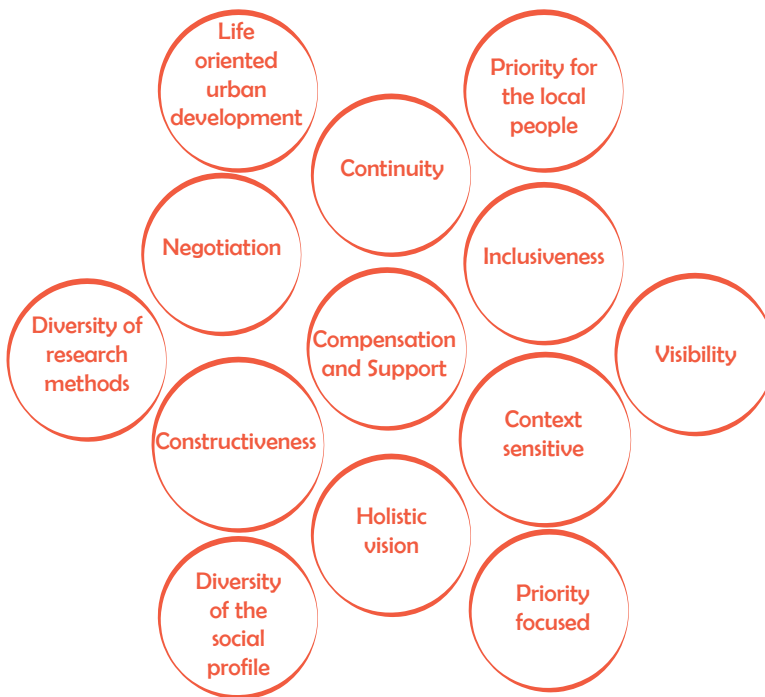 Life
oriented
urban
development
Priority for
the local
people
Continuity
Negotiation
Inclusiveness
Diversity of
research
methods
Compensation
and Support
Visibility
Constructiveness
Context
sensitive
Holistic
vision
Diversity
of the
social
profile
Priority
focused